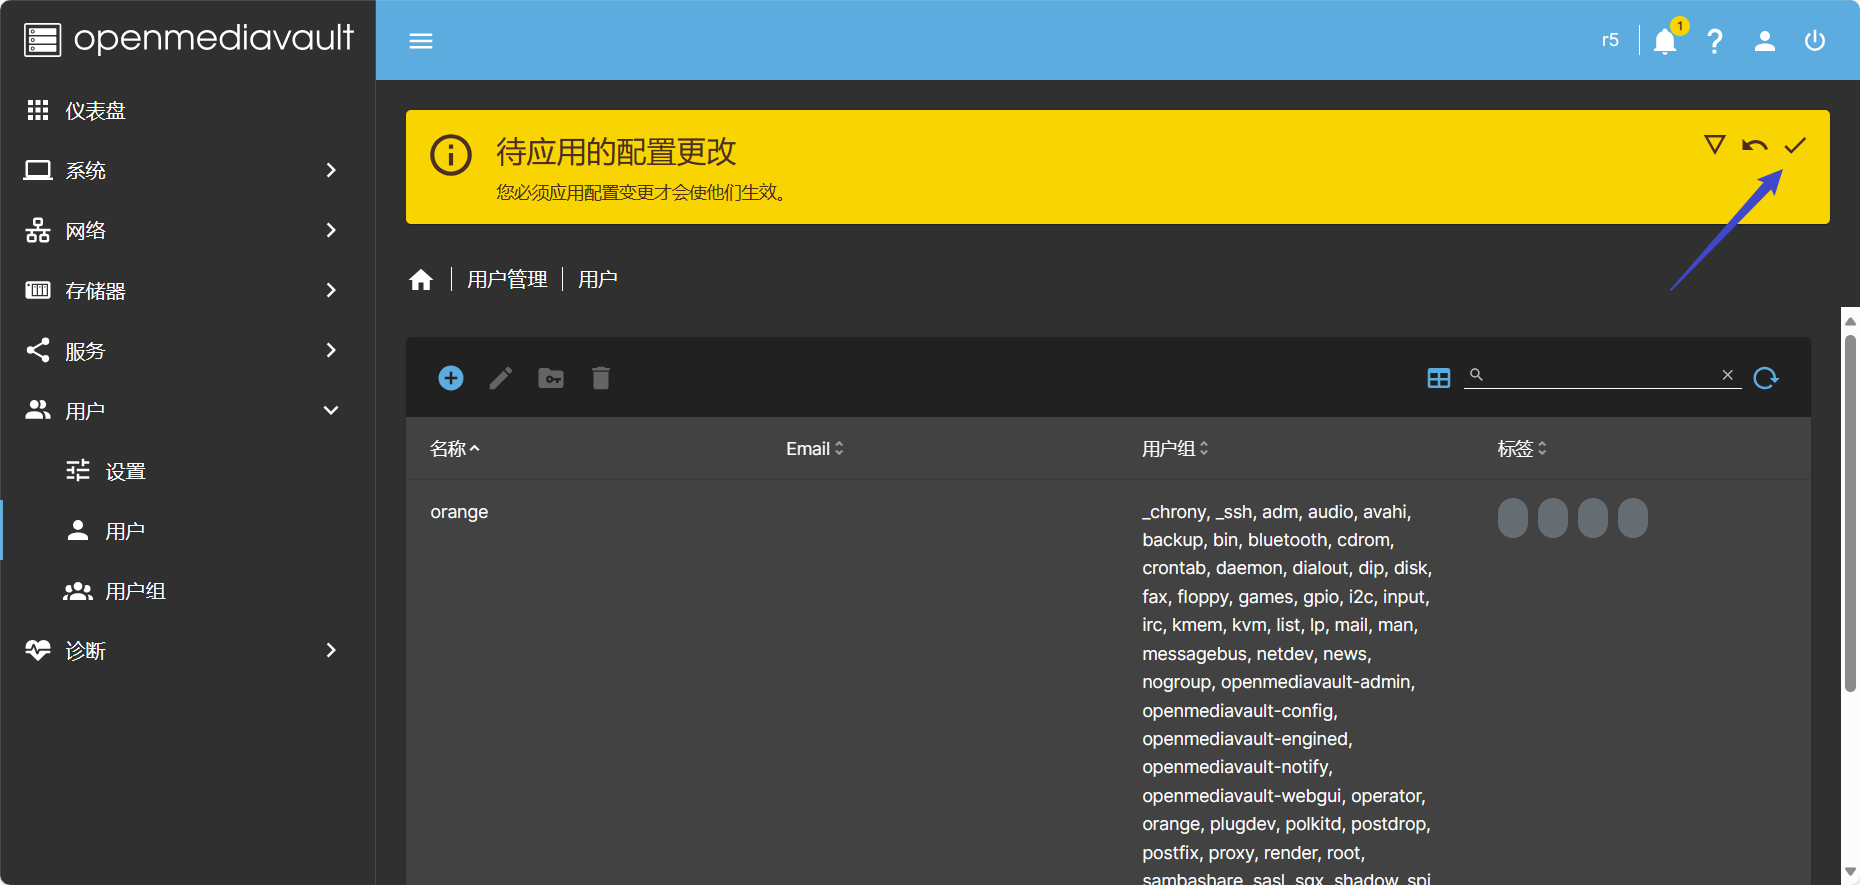 openmediavault
r5
1
仪表盘
系统
网络
存储器
服务
用户
设置
用户
用户组
诊断
待应用的配置更改
您必须应用配置变更才会使他们生效。
用户管理
用户
名称
Email
用户组
标签
orange
_chrony, _ssh, adm, audio, avahi,
backup, bin, bluetooth, cdrom,
crontab, daemon, dialout, dip, disk,
fax, floppy, games, gpio, i2c, input,
irc, kmem, kvm, list, lp, mail, man,
messagebus, netdev, news,
nogroup, openmediavault-admin,
openmediavault-config,
openmediavault-engined,
openmediavault-notify,
openmediavault-webgui, operator,
orange, plugdev, polkitd, postdrop,
postfix, proxy, render, root,
sambashare, sasl, sgx, shadow, spi,